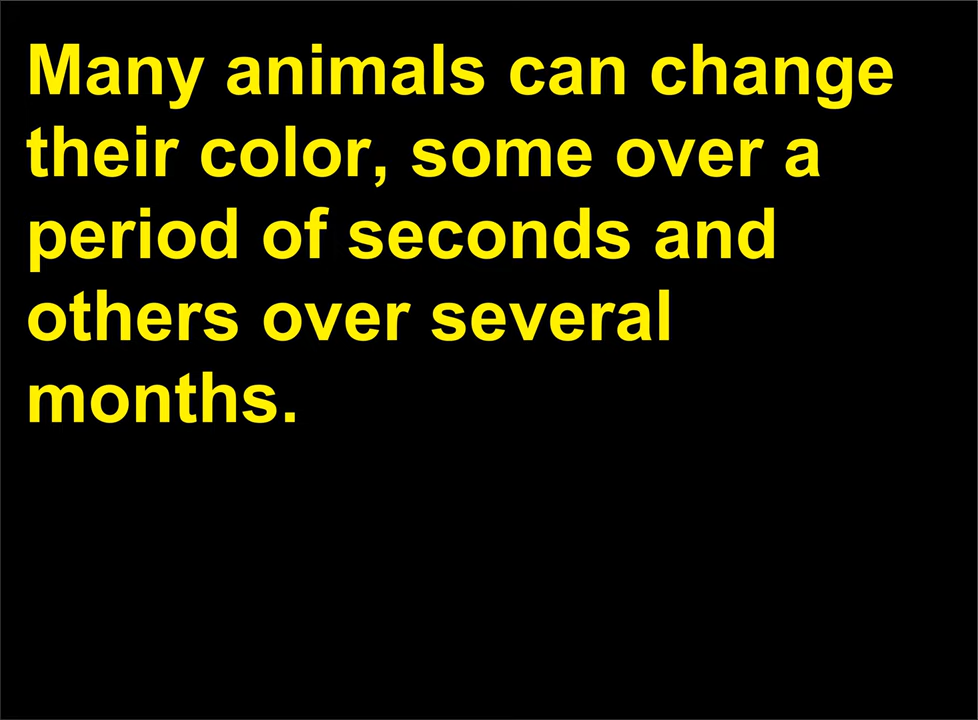 Many animals can change
their color, some over a
period of seconds and
others over several
months.